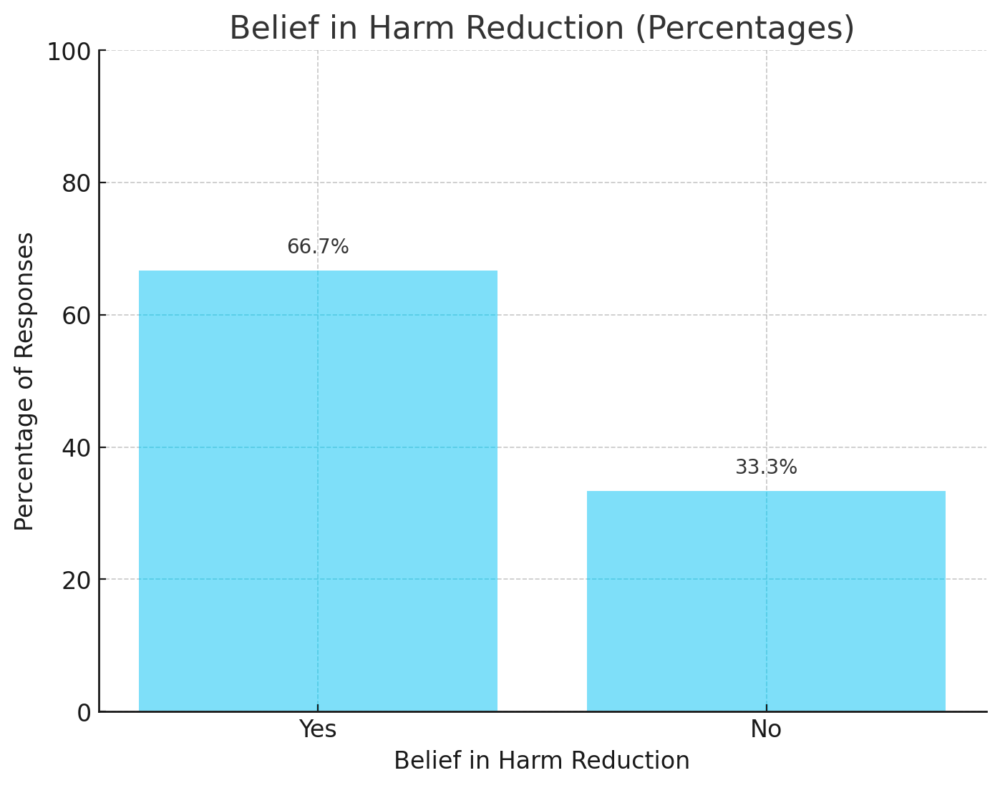 Belief in Harm Reduction (Percentages)
100
80
60
40
20
0
Percentage of Responses
66.7%
33.3%
Yes
No
Belief in Harm Reduction